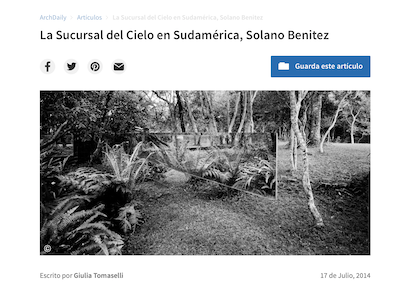 ArchDaily > Artículos > La Sucursal del Cielo en Sudamérica, Solano Benitez
La Sucursal del Cielo en Sudamérica, Solano Benitez
Guarda este artículo
©
Escrito por Giulia Tomaselli
17 de Julio, 2014